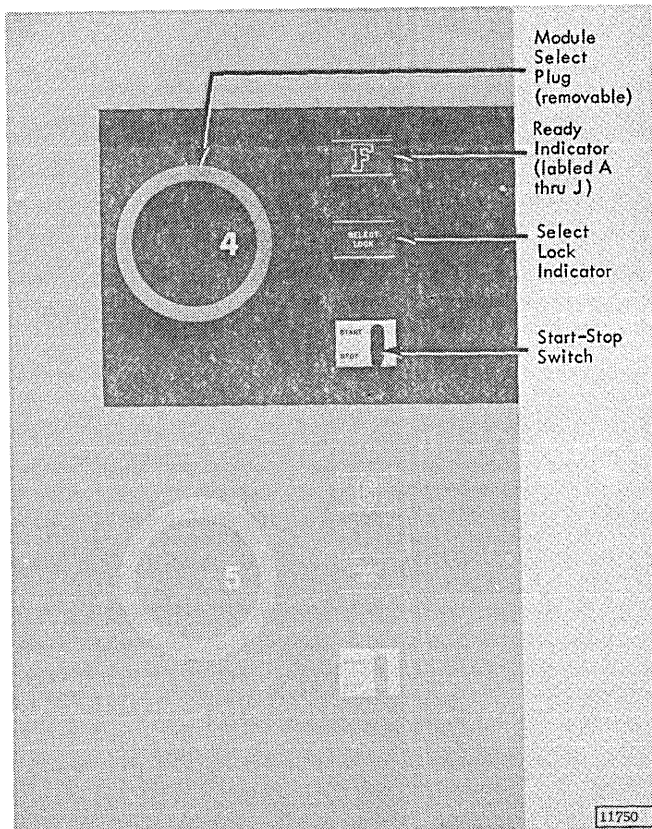 Module
Select
Plug
(removable)
Ready
Indicator
(labled A
thru J)
Select
Lock
Indicator
Start-Stop
Switch
F
4
SELECT
LOCK
START
STOP
5
11750